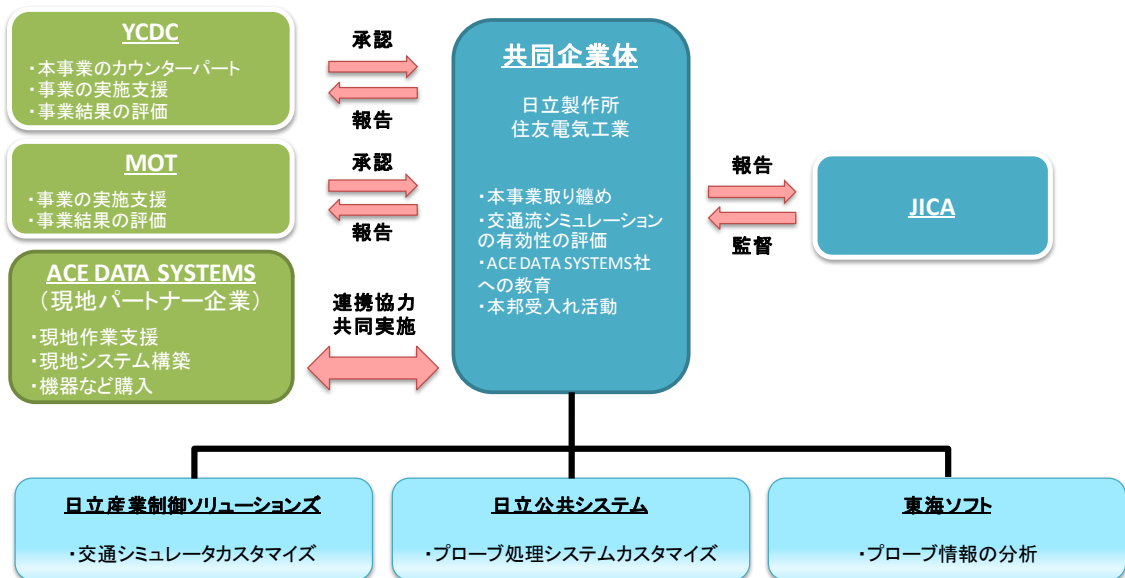 YCDC
・本事業のカウンターパート
・事業の実施支援
・事業結果の評価
承認
報告
MOT
・事業の実施支援
・事業結果の評価
承認
報告
ACE DATA SYSTEMS
（現地パートナー企業）
・現地作業支援
・現地システム構築
・機器など購入
連携協力
共同実施
共同企業体
日立製作所
住友電気工業
・本事業取り纏め
・交通流シミュレーション
の有効性の評価
・ACE DATA SYSTEMS社
への教育
・本邦受入れ活動
報告
監督
JICA
日立産業制御ソリューションズ
・交通シミュレータカスタマイズ
日立公共システム
・プローブ処理システムカスタマイズ
東海ソフト
・プローブ情報の分析